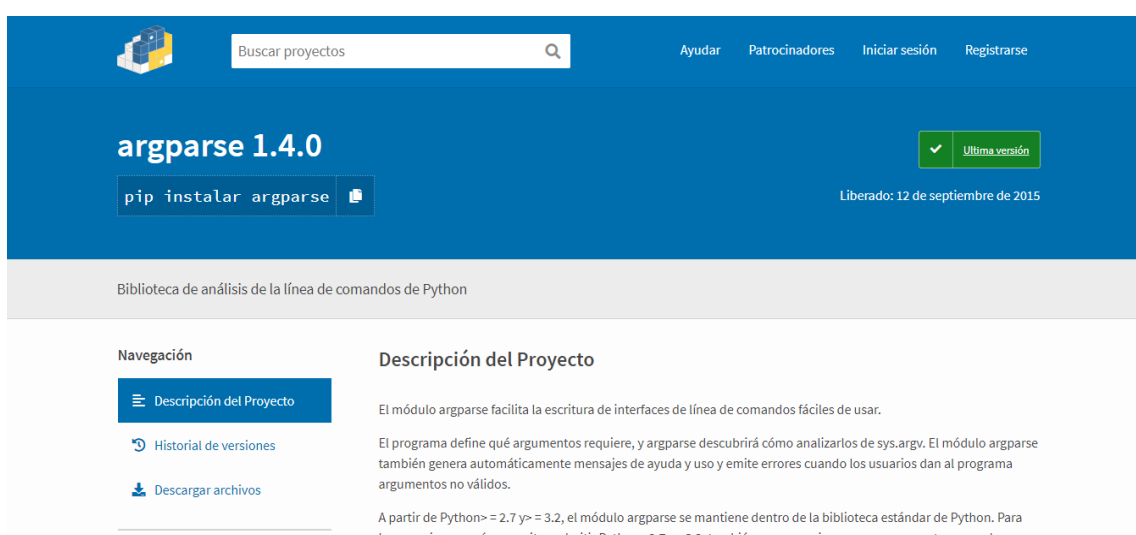 Buscar proyectos
Ayudar
Patrocinadores
Iniciar sesión
Registrarse
argparse 1.4.0
Ultima versión
pip instalar argparse
Liberado: 12 de septiembre de 2015
Biblioteca de análisis de la línea de comandos de Python
Navegación
Descripción del Proyecto
Historial de versiones
Descargar archivos
Descripción del Proyecto
El módulo argparse facilita la escritura de interfaces de línea de comandos fáciles de usar.
El programa define qué argumentos requiere, y argparse descubrirá cómo analizarlos de sys.argv. El módulo argparse
también genera automáticamente mensajes de ayuda y uso y emite errores cuando los usuarios dan al programa
argumentos no válidos.
A partir de Python> = 2.7 y> = 3.2, el módulo argparse se mantiene dentro de la biblioteca estándar de Python. Para